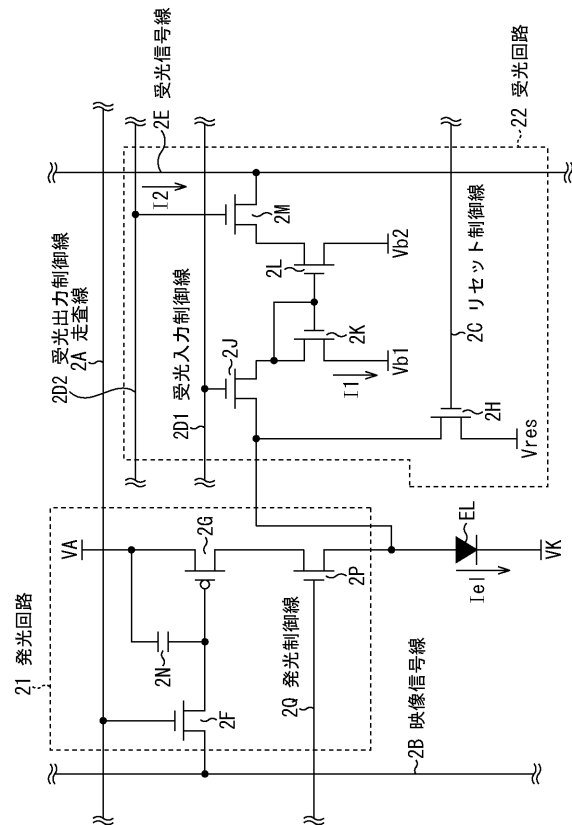 2D2 受光出力制御線
2A 走査線
2E 受光信号線
I2
2D1 受光入力制御線
22 受光回路
2M
2L
Vb2
2J
2K
I1
Vb1
2C リセット制御線
2H
Vres
21 発光回路
VA
2G
2N
2F
2P
2Q 発光制御線
EL
Iel
VK
2B 映像信号線